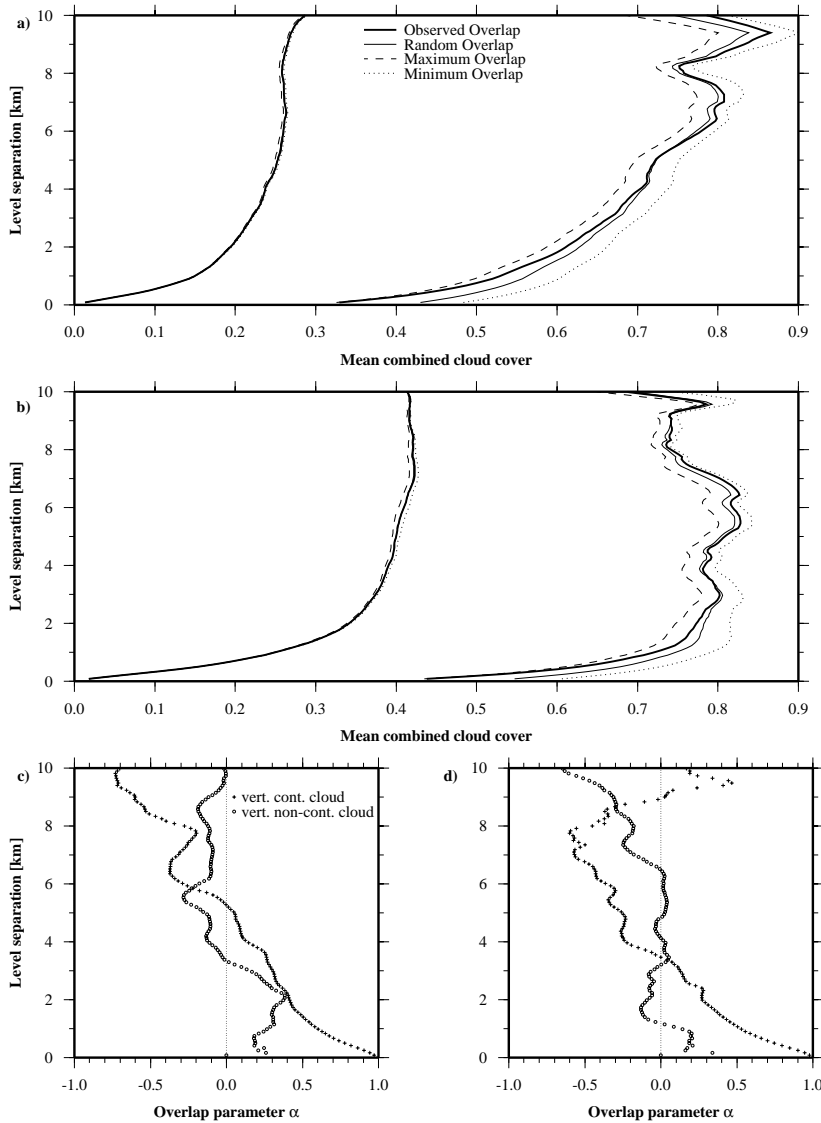 a)
Observed Overlap
Random Overlap
Maximum Overlap
Minimum Overlap
10
8
6
4
2
0
Level separation [km]
0.0 0.1 0.2 0.3 0.4 0.5 0.6 0.7 0.8 0.9
Mean combined cloud cover
b)
10
8
6
4
2
0
Level separation [km]
0.0 0.1 0.2 0.3 0.4 0.5 0.6 0.7 0.8 0.9
Mean combined cloud cover
c)
vert. cont. cloud
vert. non-cont. cloud
10
8
6
4
2
0
Level separation [km]
-1.0 -0.5 0.0 0.5 1.0
Overlap parameter α
d)
10
8
6
4
2
0
Level separation [km]
-1.0 -0.5 0.0 0.5 1.0
Overlap parameter α